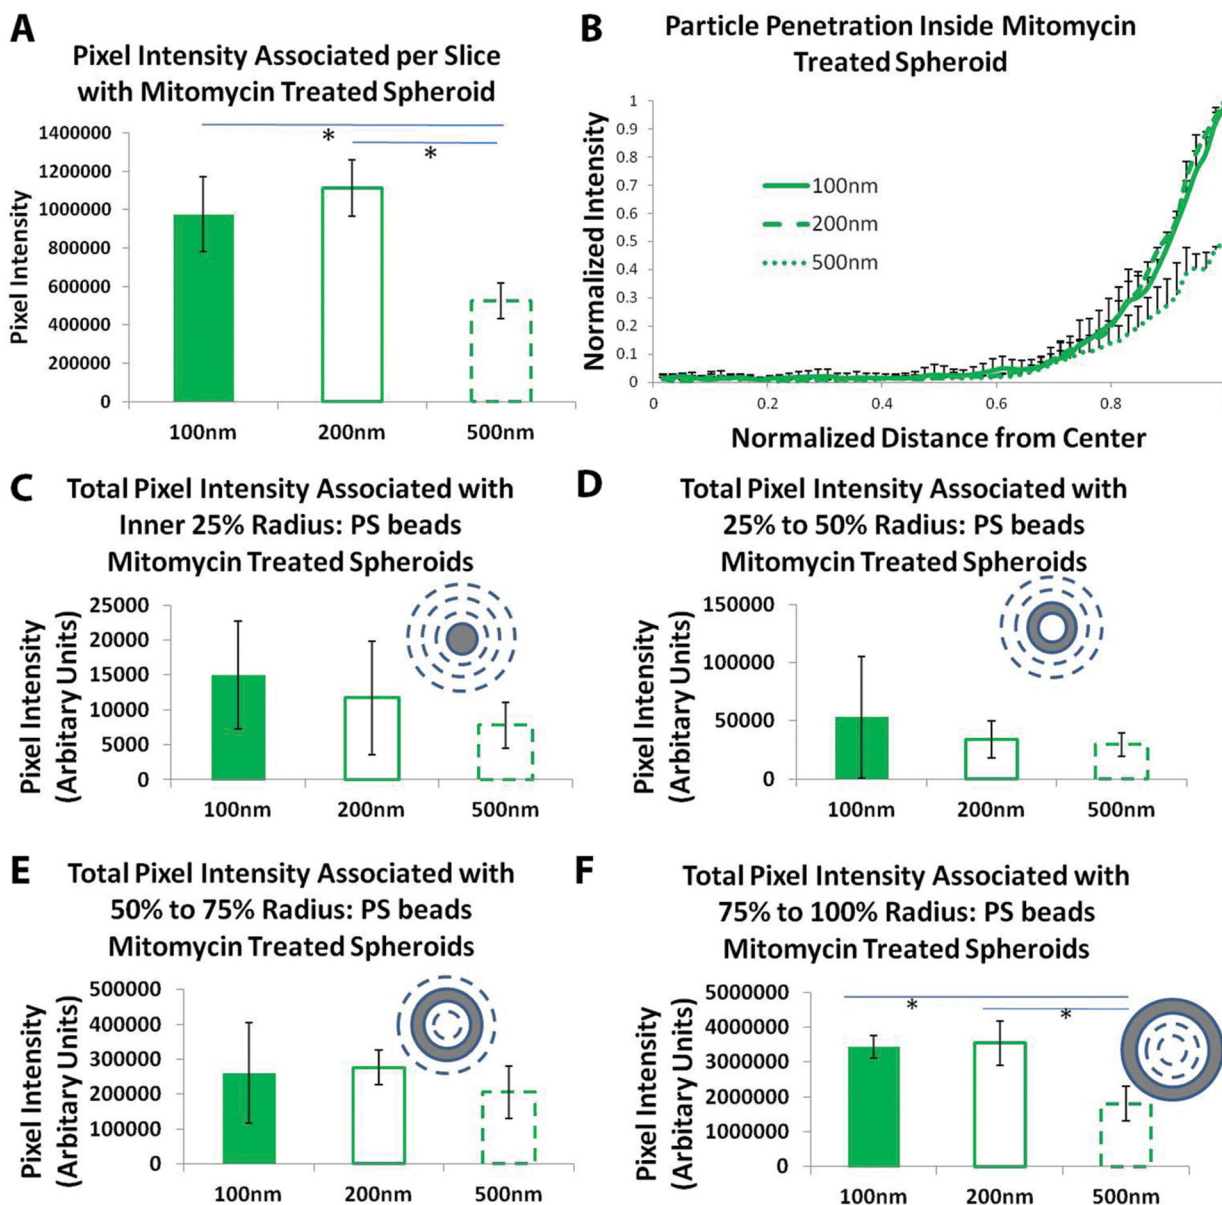 A
Pixel Intensity Associated per Slice
with Mitomycin Treated Spheroid
Pixel Intensity
1400000
1200000
1000000
800000
600000
400000
200000
0
*
*
100nm 200nm 500nm
B
Particle Penetration Inside Mitomycin
Treated Spheroid
Normalized Intensity
1
0.9
0.8
0.7
0.6
0.5
0.4
0.3
0.2
0.1
0
100nm
200nm
500nm
0 0.2 0.4 0.6 0.8
Normalized Distance from Center
C
Total Pixel Intensity Associated with
Inner 25% Radius: PS beads
Mitomycin Treated Spheroids
Pixel Intensity
(Arbitary Units)
25000
20000
15000
10000
5000
0
100nm 200nm 500nm
D
Total Pixel Intensity Associated with
25% to 50% Radius: PS beads
Mitomycin Treated Spheroids
Pixel Intensity
(Arbitary Units)
150000
100000
50000
0
100nm 200nm 500nm
E
Total Pixel Intensity Associated with
50% to 75% Radius: PS beads
Mitomycin Treated Spheroids
Pixel Intensity
(Arbitary Units)
500000
400000
300000
200000
100000
0
100nm 200nm 500nm
F
Total Pixel Intensity Associated with
75% to 100% Radius: PS beads
Mitomycin Treated Spheroids
Pixel Intensity
(Arbitary Units)
5000000
4000000
3000000
2000000
1000000
0
*
*
100nm 200nm 500nm